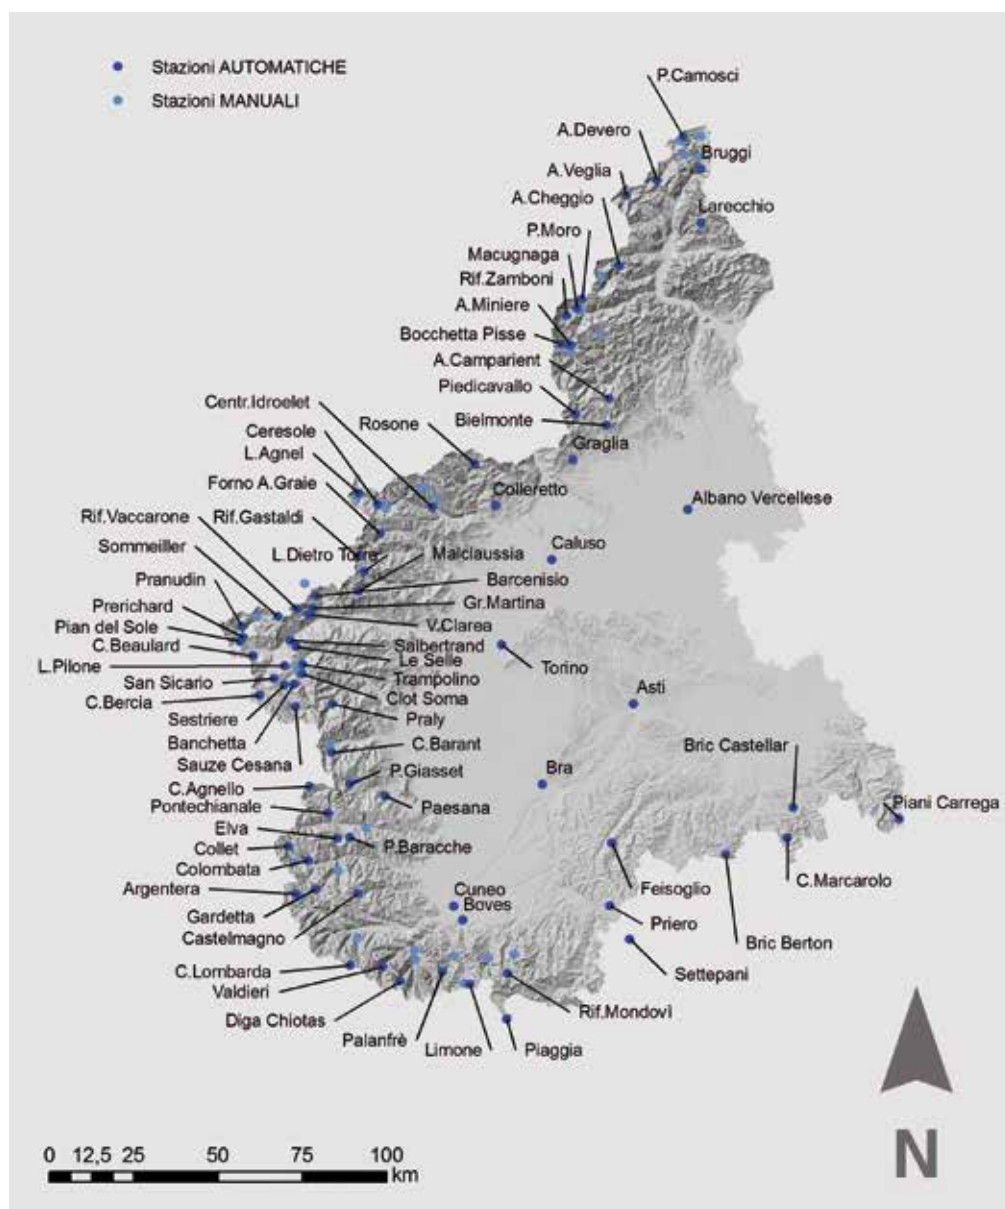 Stazioni AUTOMATICHE
Stazioni MANUALI
P.Camosci
A.Devero
Bruggi
A.Veglia
A.Cheggio
Larecchio
P.Moro
Macugnaga
Rif.Zamboni
A.Miniere
Bocchetta Pisse
A.Camparient
Piedicavallo
Centr.Idroelet
Rosone
Bielmonte
Ceresole
Graglia
L.Agnel
Forno A.Graie
Colleretto
Albano Vercellese
Rif.Vaccarone
Rif.Gastaldi
Sommeiller
L.Dietro Torre
Malciaussia
Caluso
Pranudin
Barcenisio
Prerichard
Gr.Martina
Pian del Sole
V.Clarea
C.Beaulard
Salbertrand
L.Pilone
Le Selle
Torino
San Sicario
Trampolino
C.Bercia
Clot Soma
Asti
Sestriere
Praly
Banchetta
C.Barant
Bric Castellar
Sauze Cesana
P.Giasset
Bra
C.Agnello
Pontechianale
Paesana
Piani Carrega
Elva
P.Baracche
Collet
Colombata
Feisoglio
C.Marcarolo
Argentera
Cuneo
Gardetta
Boves
Priero
Castelmagno
Bric Berton
C.Lombarda
Settepani
Valdieri
Rif.Mondovì
Diga Chiotas
Palanfrè
Limone
Piaggia
N
0 12,5 25 50 75 100
km